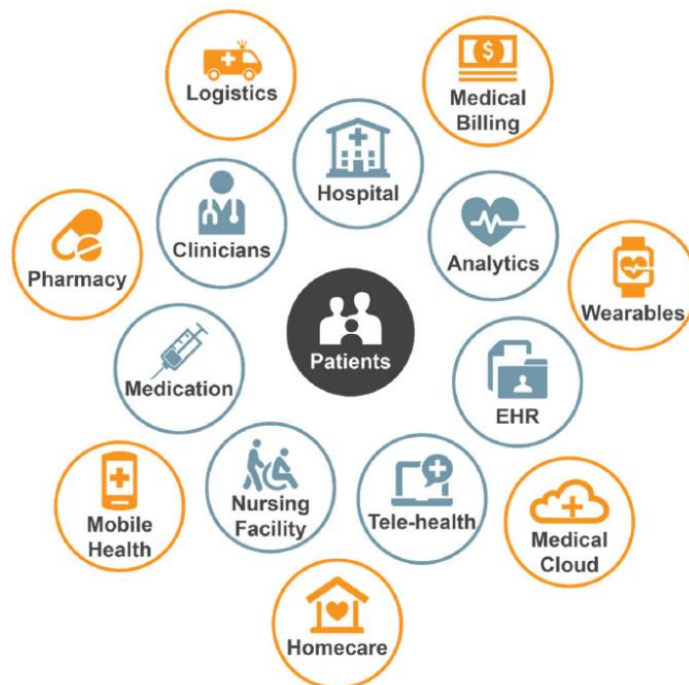 Logistics
Medical
Billing
Hospital
Clinicians
Analytics
Pharmacy
Wearables
Patients
Medication
EHR
Mobile
Health
Nursing
Facility
Tele-health
Medical
Cloud
Homecare